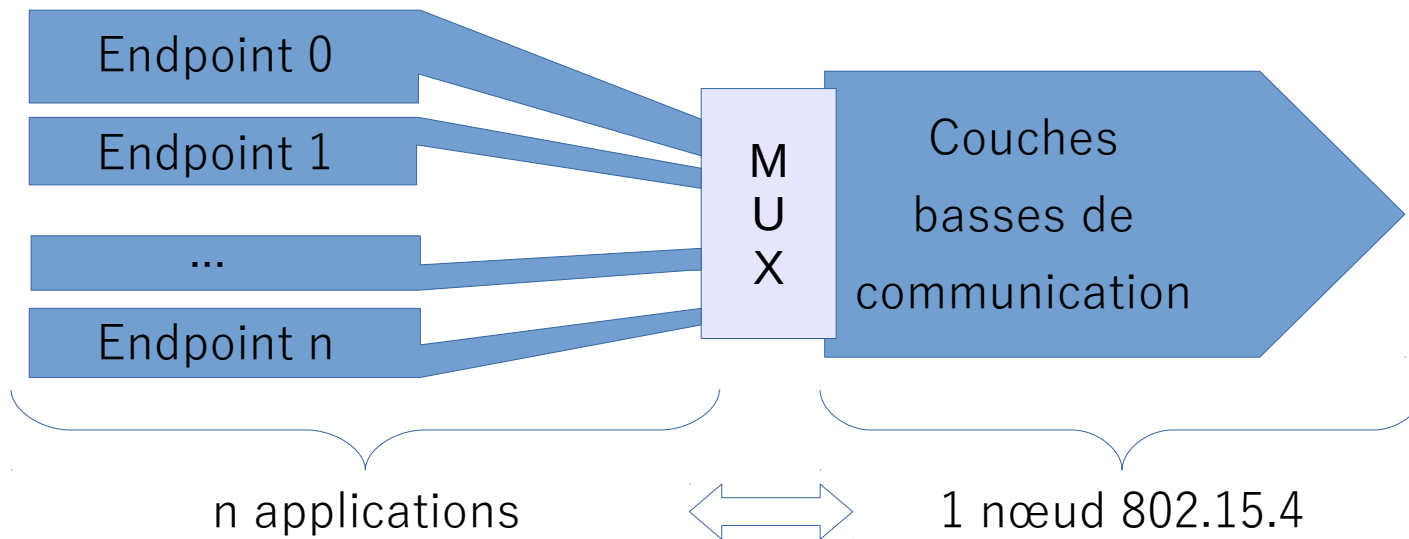 Endpoint 0
Endpoint 1
...
Endpoint n
M
U
X
Couches
basses de
communication
n applications
1 nœud 802.15.4